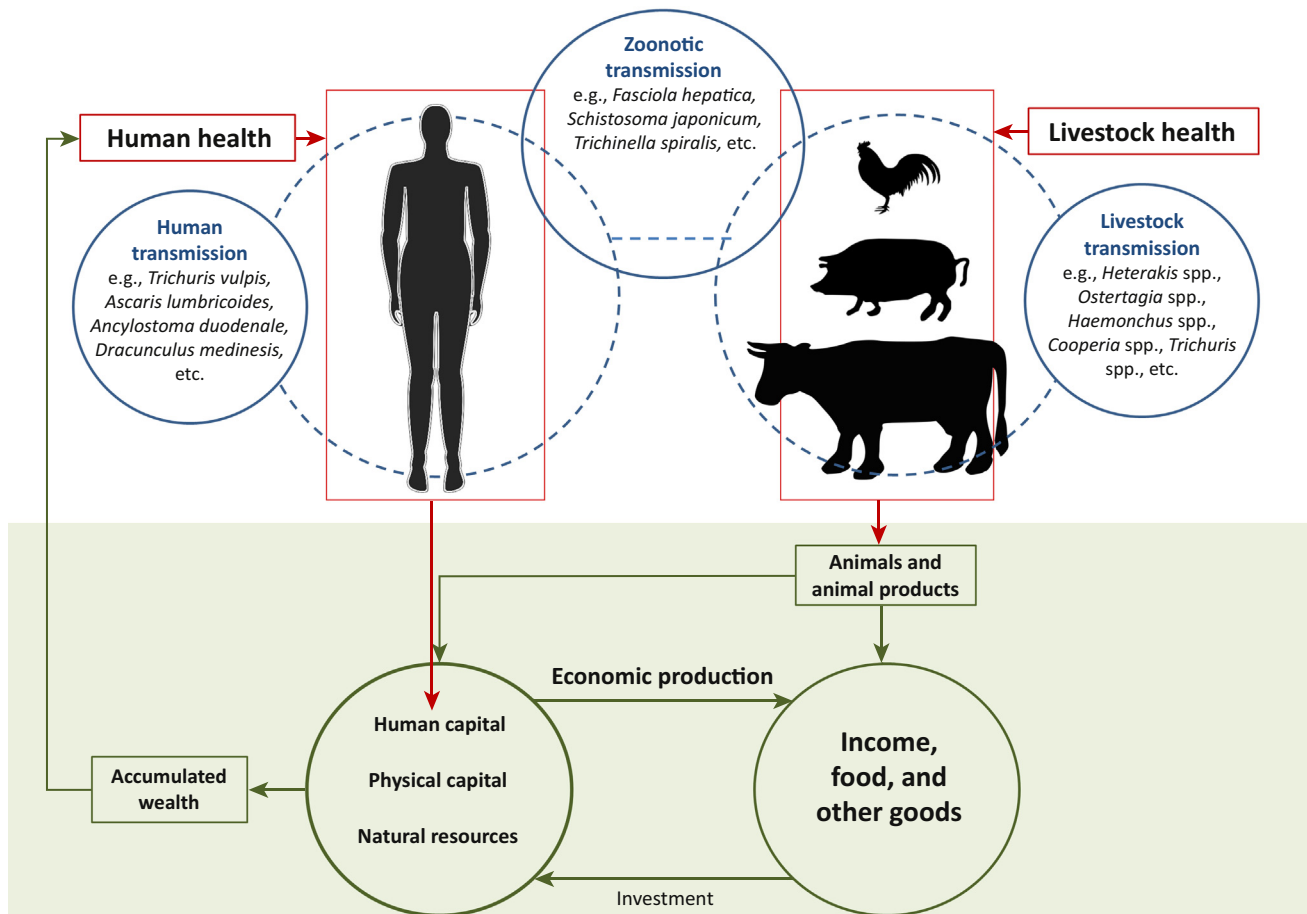 Zoonotic
transmission
e.g., Fasciola hepatica,
Schistosoma japonicum,
Trichinella spiralis, etc.
Human health
Livestock health
Human
transmission
e.g., Trichuris vulpis,
Ascaris lumbricoides,
Ancylostoma duodenale,
Dracunculus medinesis,
etc.
Livestock
transmission
e.g., Heterakis spp.,
Ostertagia spp.,
Haemonchus spp.,
Cooperia spp., Trichuris
spp., etc.
Animals and
animal products
Economic production
Human capital
Physical capital
Natural resources
Income,
food, and
other goods
Accumulated
wealth
Investment